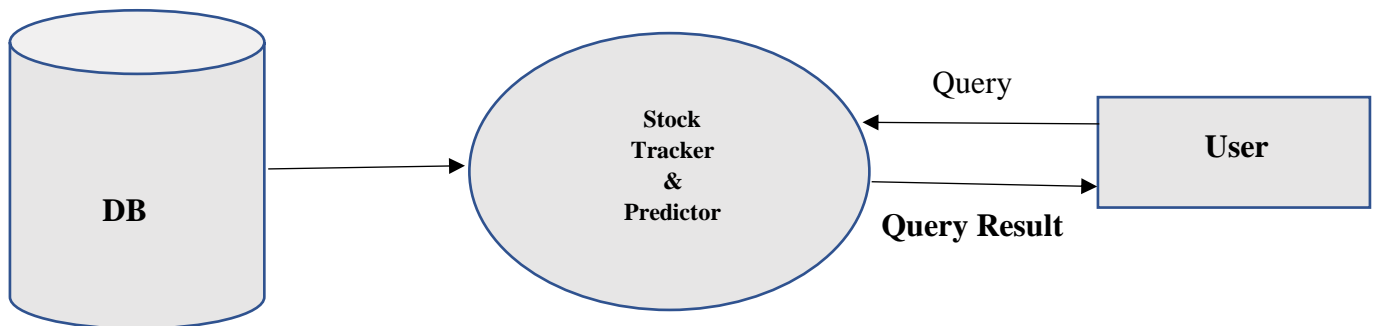 DB
Stock
Tracker
&
Predictor
Query
Query Result
User